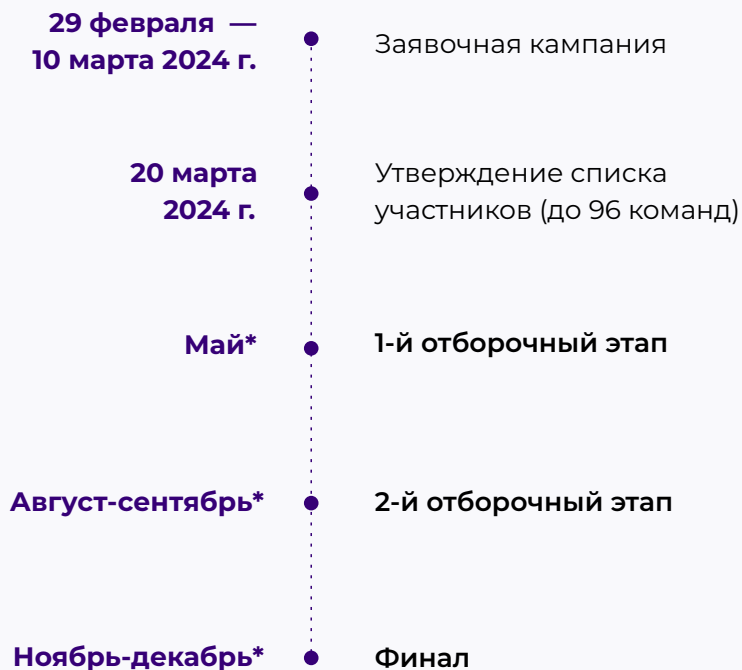 29 февраля —
10 марта 2024 г.
Заявочная кампания
20 марта
2024 г.
Утверждение списка
участников (до 96 команд)
Май*
1-й отборочный этап
Август-сентябрь*
2-й отборочный этап
Ноябрь-декабрь*
Финал